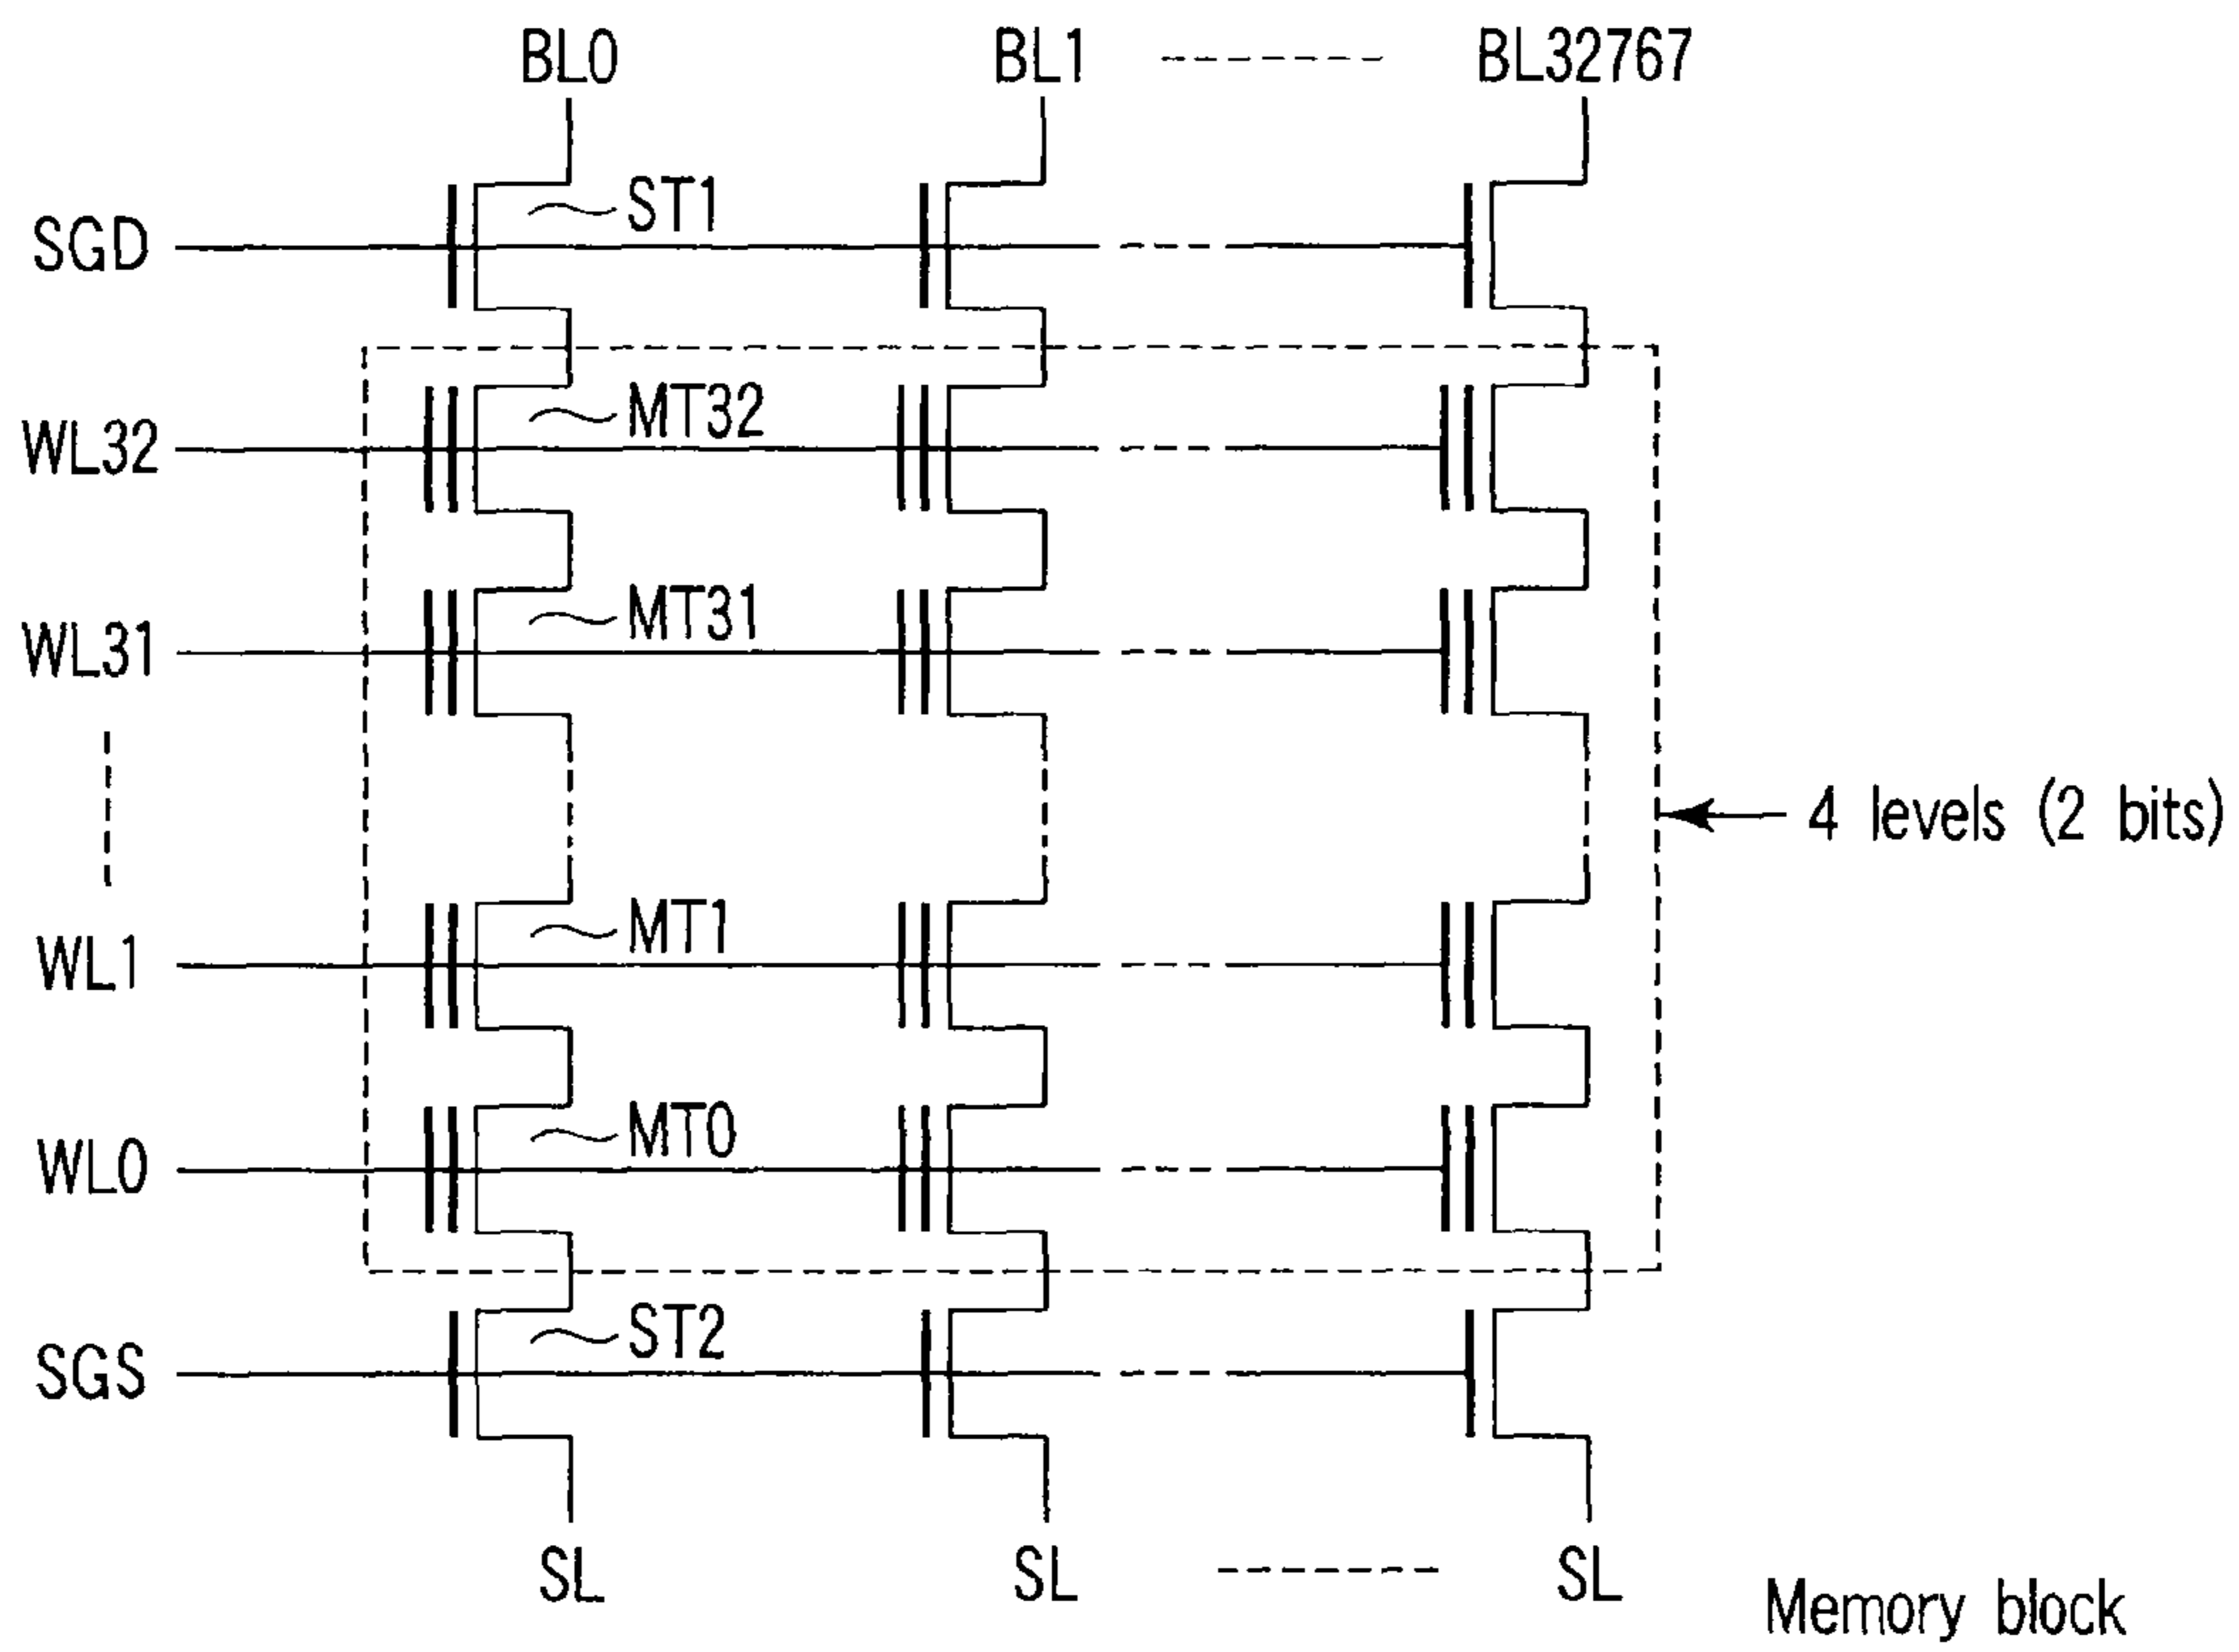 BL0 BL1 BL32767
ST1
SGD
MT32
WL32
MT31
WL31
4 levels (2 bits)
MT1
WL1
MT0
WL0
ST2
SGS
SL SL SL
Memory block